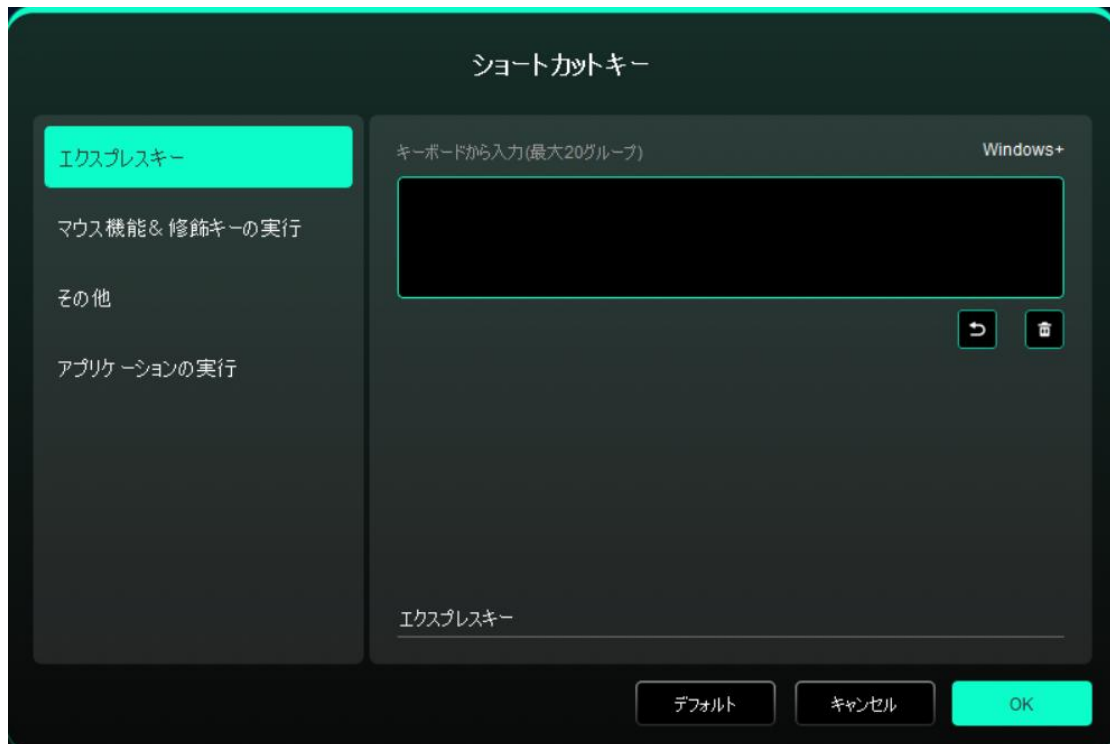 ショートカットキー
エクスプレスキー
マウス機能& 修飾キーの実行
その他
アプリケーションの実行
キーボードから入力(最大20グループ)
Windows+
エクスプレスキー
デフォルト
キャンセル
OK